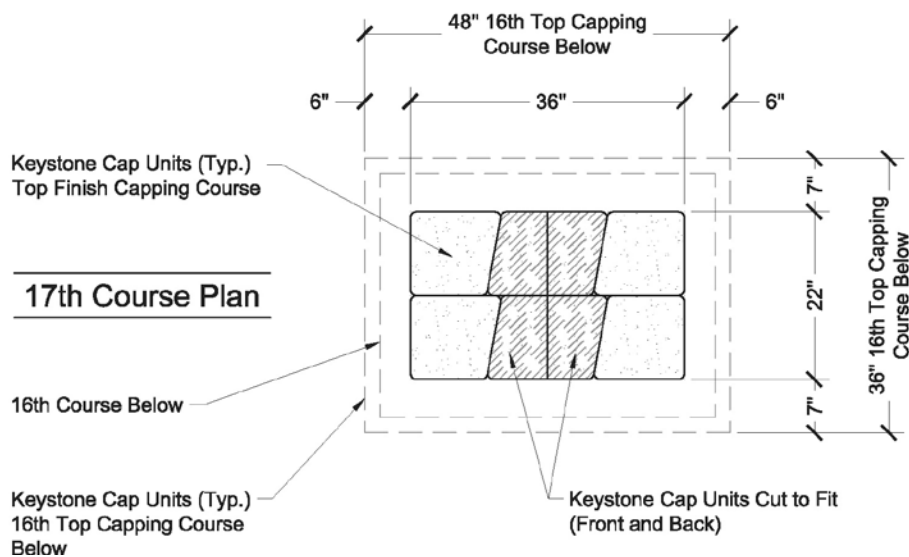 48" 16th Top Capping
Course Below
6"
36"
6"
Keystone Cap Units (Typ.)
Top Finish Capping Course
7"
17th Course Plan
22"
36" 16th Top Capping
Course Below
16th Course Below
7"
Keystone Cap Units (Typ.)
16th Top Capping Course
Below
Keystone Cap Units Cut to Fit
(Front and Back)